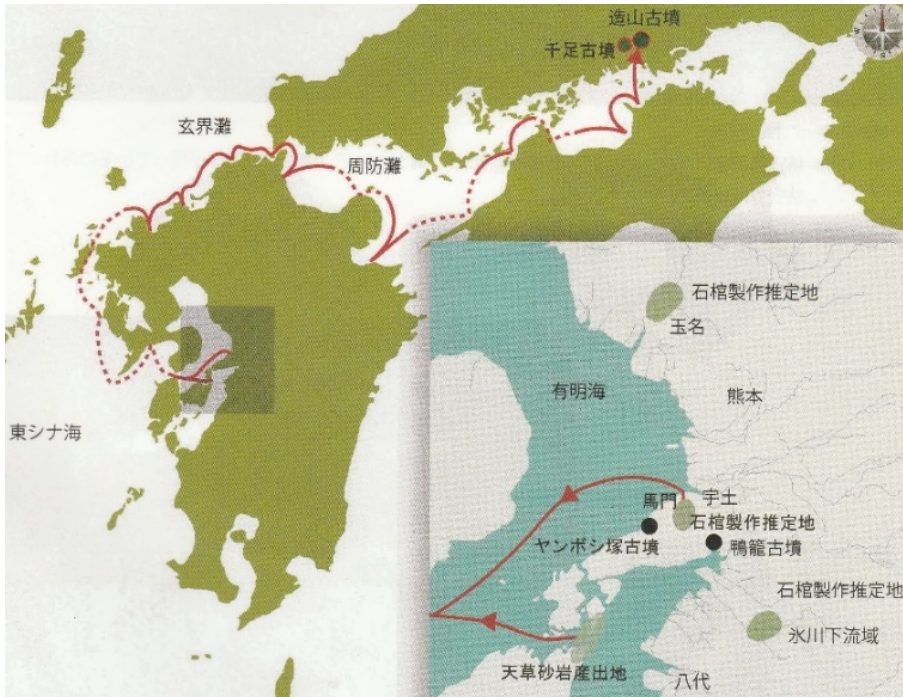 造山古墳
千足古墳
玄界灘
周防灘
石棺製作推定地
玉名
有明海
熊本
東シナ海
馬門
宇土
石棺製作推定地
ヤンボシ塚古墳
鴨籠古墳
石棺製作推定地
氷川下流域
天草砂岩産出地
八代